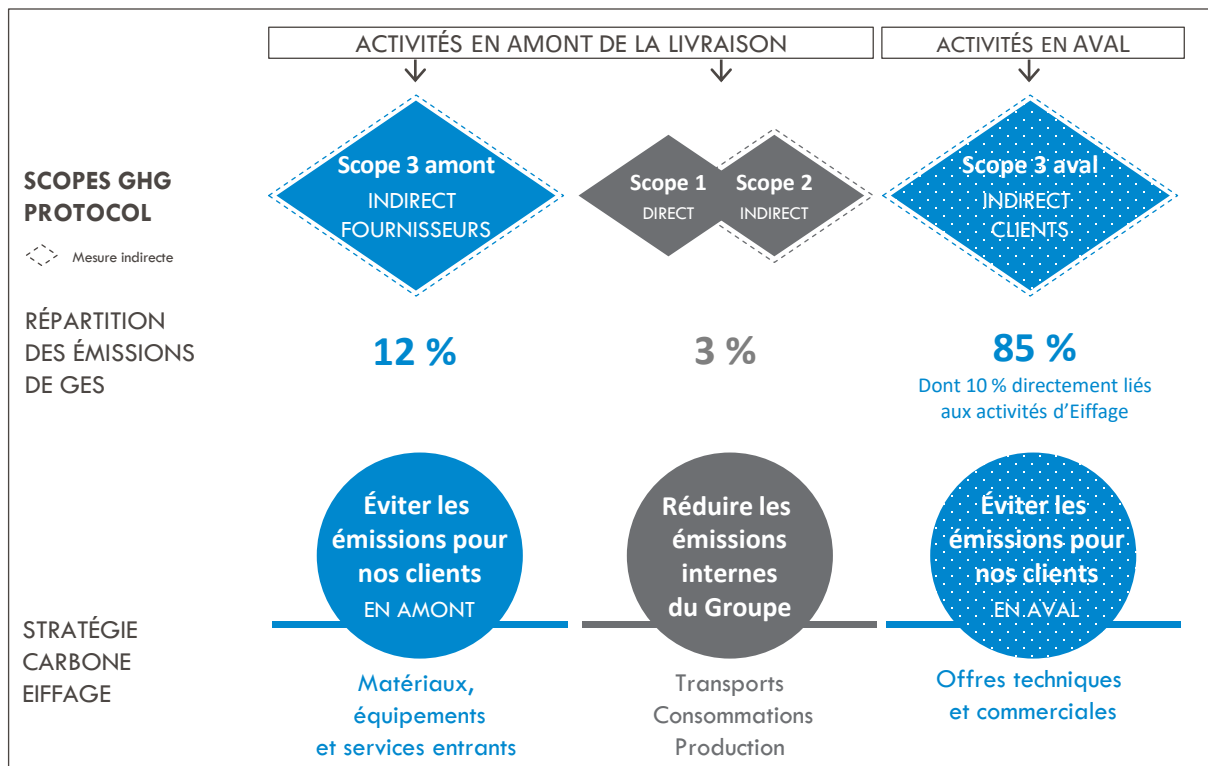 ACTIVITÉS EN AMONT DE LA LIVRAISON
ACTIVITÉS EN AVAL
SCOPES GHG
PROTOCOL
Mesure indirecte
Scope 3 amont
INDIRECT
FOURNISSEURS
Scope 1
DIRECT
Scope 2
INDIRECT
Scope 3 aval
INDIRECT
CLIENTS
RÉPARTITION
DES ÉMISSIONS
DE GES
12 %
3 %
85 %
Dont 10 % directement liés
aux activités d’Eiffage
STRATÉGIE
CARBONE
EIFFAGE
Éviter les
émissions pour
nos clients
EN AMONT
Matériaux,
équipements
et services entrants
Réduire les
émissions
internes
du Groupe
Transports
Consommations
Production
Éviter les
émissions pour
nos clients
EN AVAL
Offres techniques
et commerciales